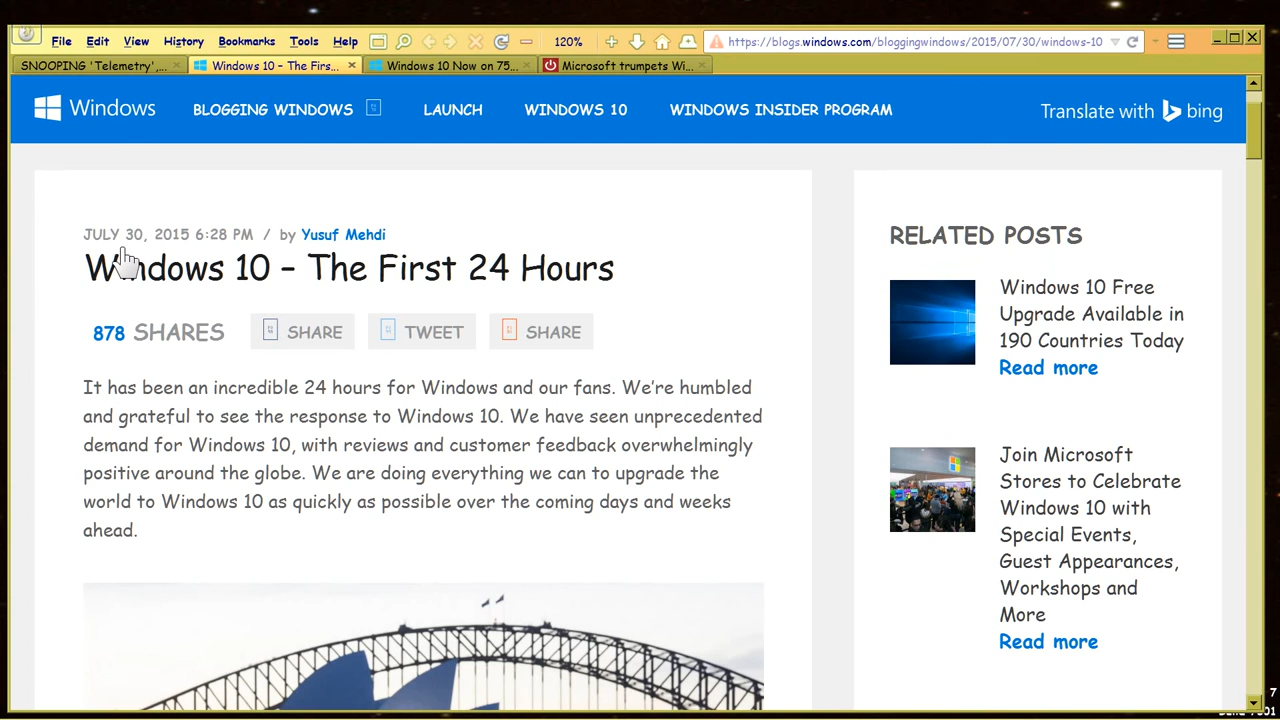 File Edit View History Bookmarks Tools Help 120% https://blogs.windows.com/bloggingwindows/2015/07/30/windows-10
SNOOPING 'Telemetry',... Windows 10 – The Firs... Windows 10 Now on 75... Microsoft trumpets Wi...
Windows BLOGGING WINDOWS LAUNCH WINDOWS 10 WINDOWS INSIDER PROGRAM Translate with bing
JULY 30, 2015 6:28 PM / by Yusuf Mehdi
Windows 10 – The First 24 Hours
878 SHARES SHARE TWEET SHARE
It has been an incredible 24 hours for Windows and our fans. We're humbled
and grateful to see the response to Windows 10. We have seen unprecedented
demand for Windows 10, with reviews and customer feedback overwhelmingly
positive around the globe. We are doing everything we can to upgrade the
world to Windows 10 as quickly as possible over the coming days and weeks
ahead.
RELATED POSTS
Windows 10 Free
Upgrade Available in
190 Countries Today
Read more
Join Microsoft
Stores to Celebrate
Windows 10 with
Special Events,
Guest Appearances,
Workshops and
More
Read more
7